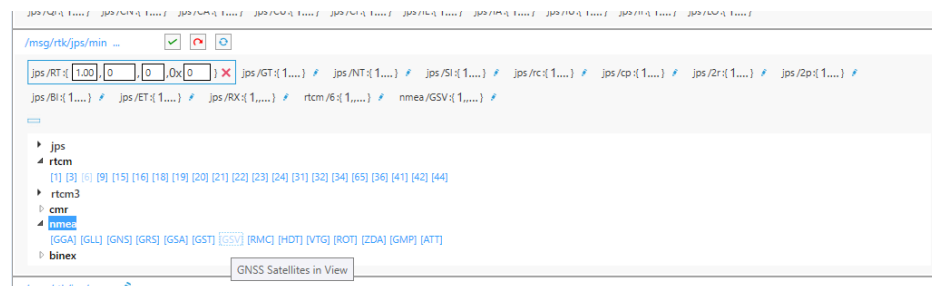 /msg/rtk/jps/min ...
jps/RT:{ 1.00 , 0 , 0 ,0x 0 } jps/GT:{ 1.... } jps/NT:{ 1.... } jps/SI:{ 1.... } jps/rc:{ 1.... } jps/cp:{ 1.... } jps/2r:{ 1.... } jps/2p:{ 1.... }
jps/BI:{ 1.... } jps/ET:{ 1.... } jps/RX:{ 1,,... } rtcm/6:{ 1,,... } nmea/GSV:{ 1,,... }
jps
rtcm
[1] [3] [6] [9] [15] [16] [18] [19] [20] [21] [22] [23] [24] [31] [32] [34] [65] [36] [41] [42] [44]
rtcm3
cmr
nmea
[GGA] [GLL] [GNS] [GRS] [GSA] [GST] [GSV] [RMC] [HDT] [VTG] [ROT] [ZDA] [GMP] [ATT]
binex
GNSS Satellites in View